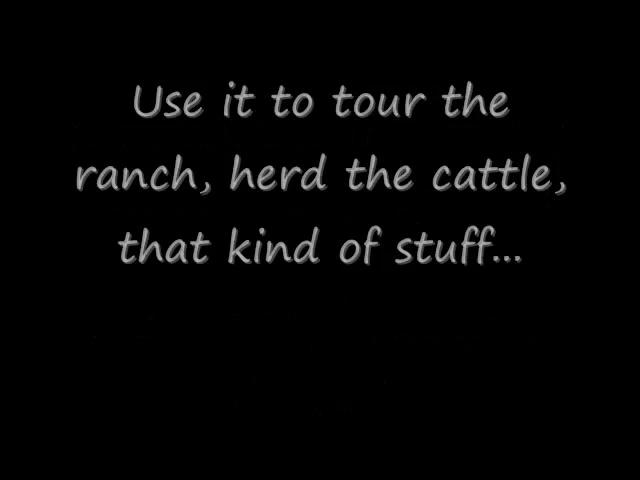 Use it to tour the
ranch, herd the cattle,
that kind of stuff...